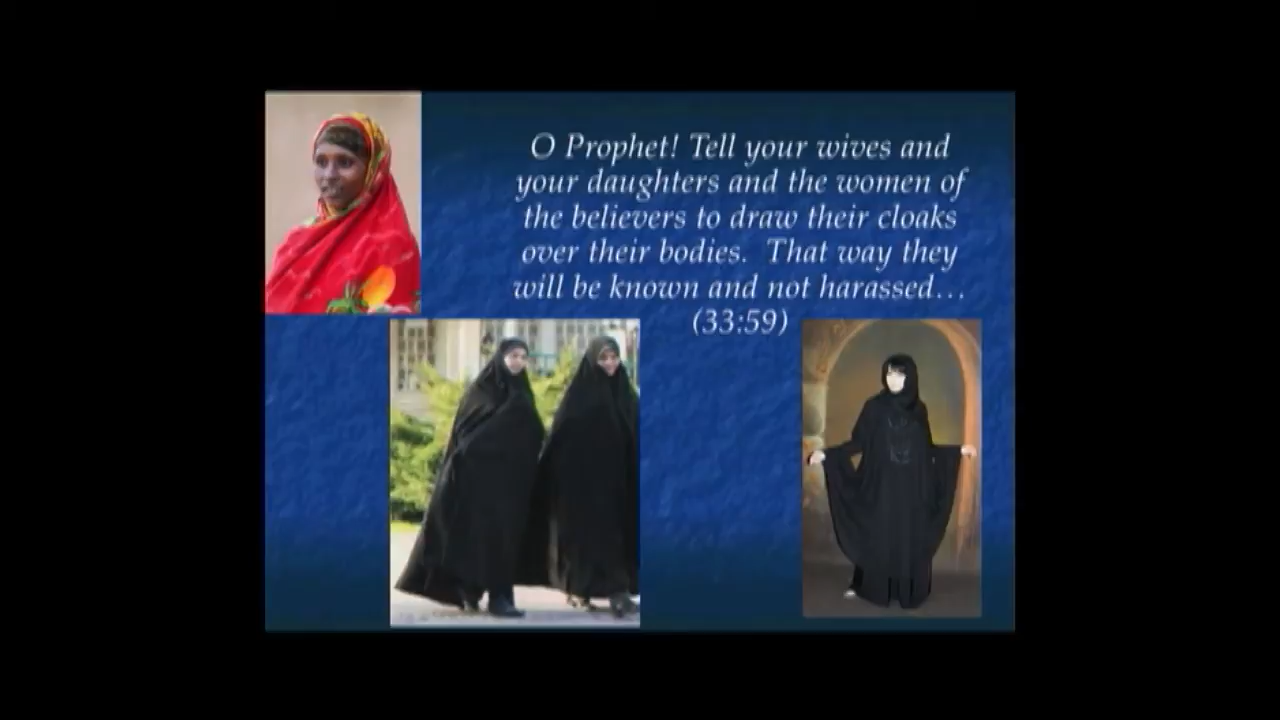 O Prophet! Tell your wives and
your daughters and the women of
the believers to draw their cloaks
over their bodies.  That way they
will be known and not harassed…
(33:59)